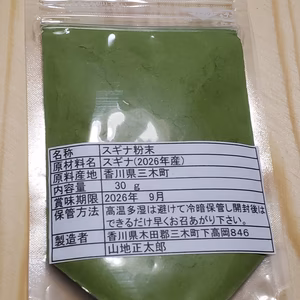 名称 スギナ粉末
原材料名 スギナ(2026年産)
原料産地 香川県三木町
内容量 30 g
賞味期限 2026年 9月
保管方法 高温多湿は避けて冷暗保管し開封後は
できるだけ早くお召あがり下さい。
製造者 香川県木田郡三木町下高岡846
山地正太郎